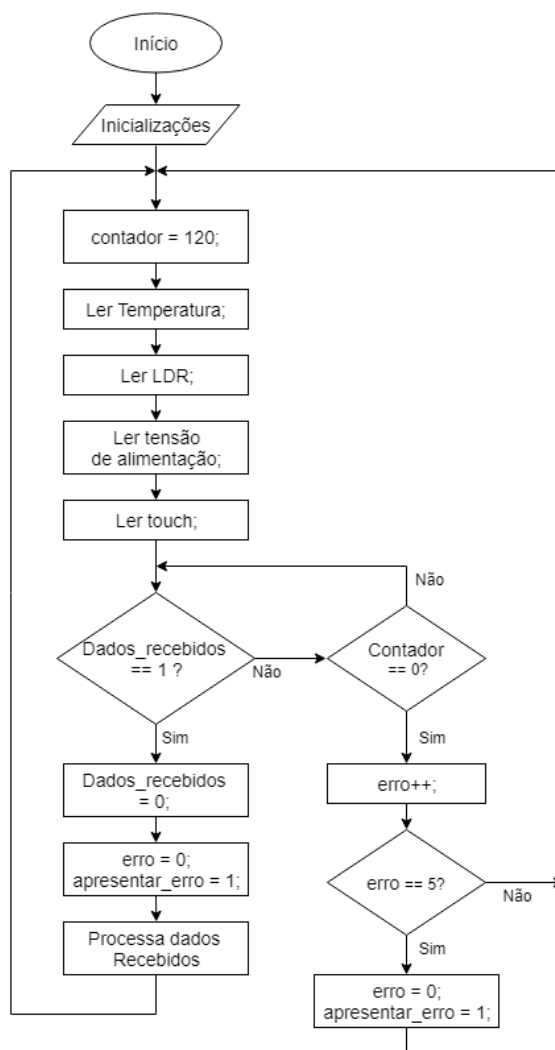 Início
Inicializações
contador = 120;
Ler Temperatura;
Ler LDR;
Ler tensão
de alimentação;
Ler touch;
Não
Dados_recebidos
== 1 ?
Não
Contador
== 0?
Sim
Sim
Dados_recebidos
= 0;
erro++;
erro = 0;
apresentar_erro = 1;
erro == 5?
Não
Processa dados
Recebidos
Sim
erro = 0;
apresentar_erro = 1;